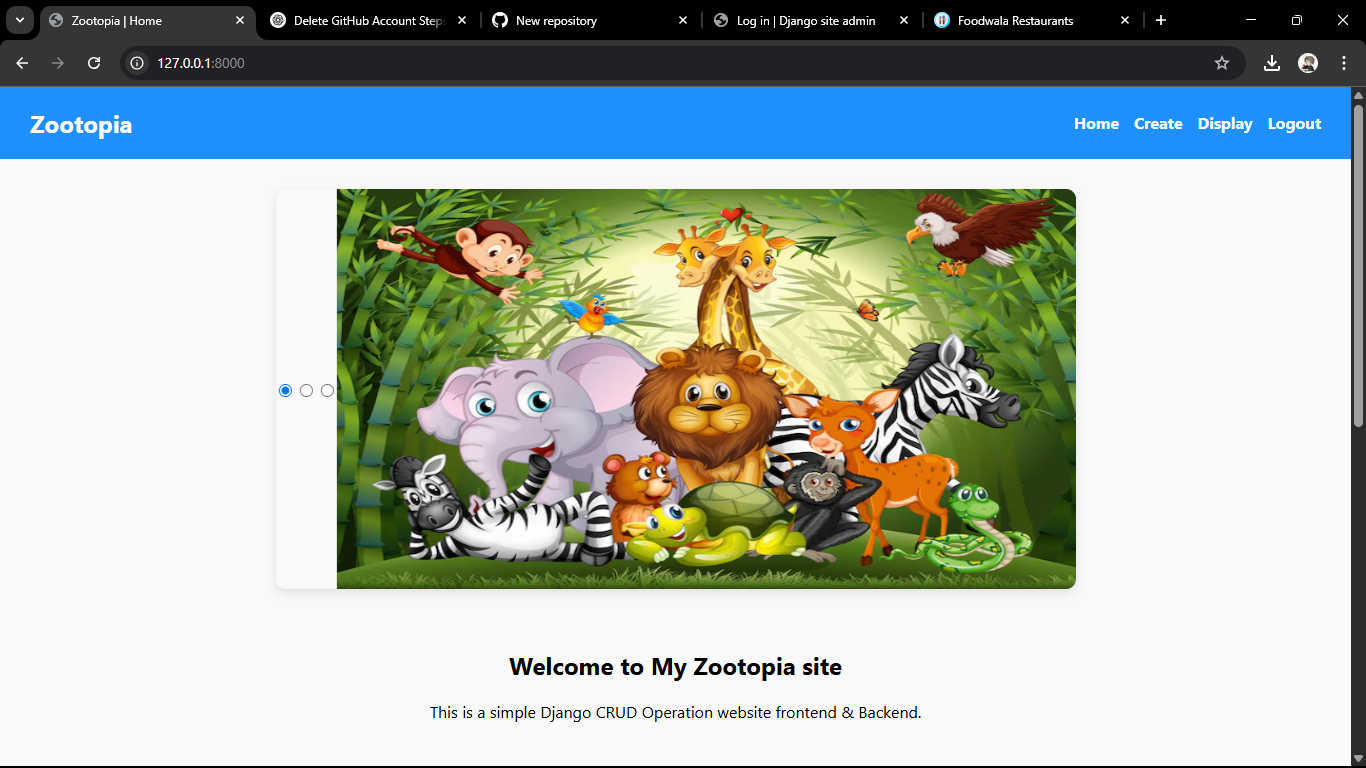 Zootopia | Home
Delete GitHub Account Step
New repository
Log in | Django site admin
Foodwala Restaurants
127.0.0.1:8000
Zootopia
Home Create Display Logout
Welcome to My Zootopia site
This is a simple Django CRUD Operation website frontend & Backend.